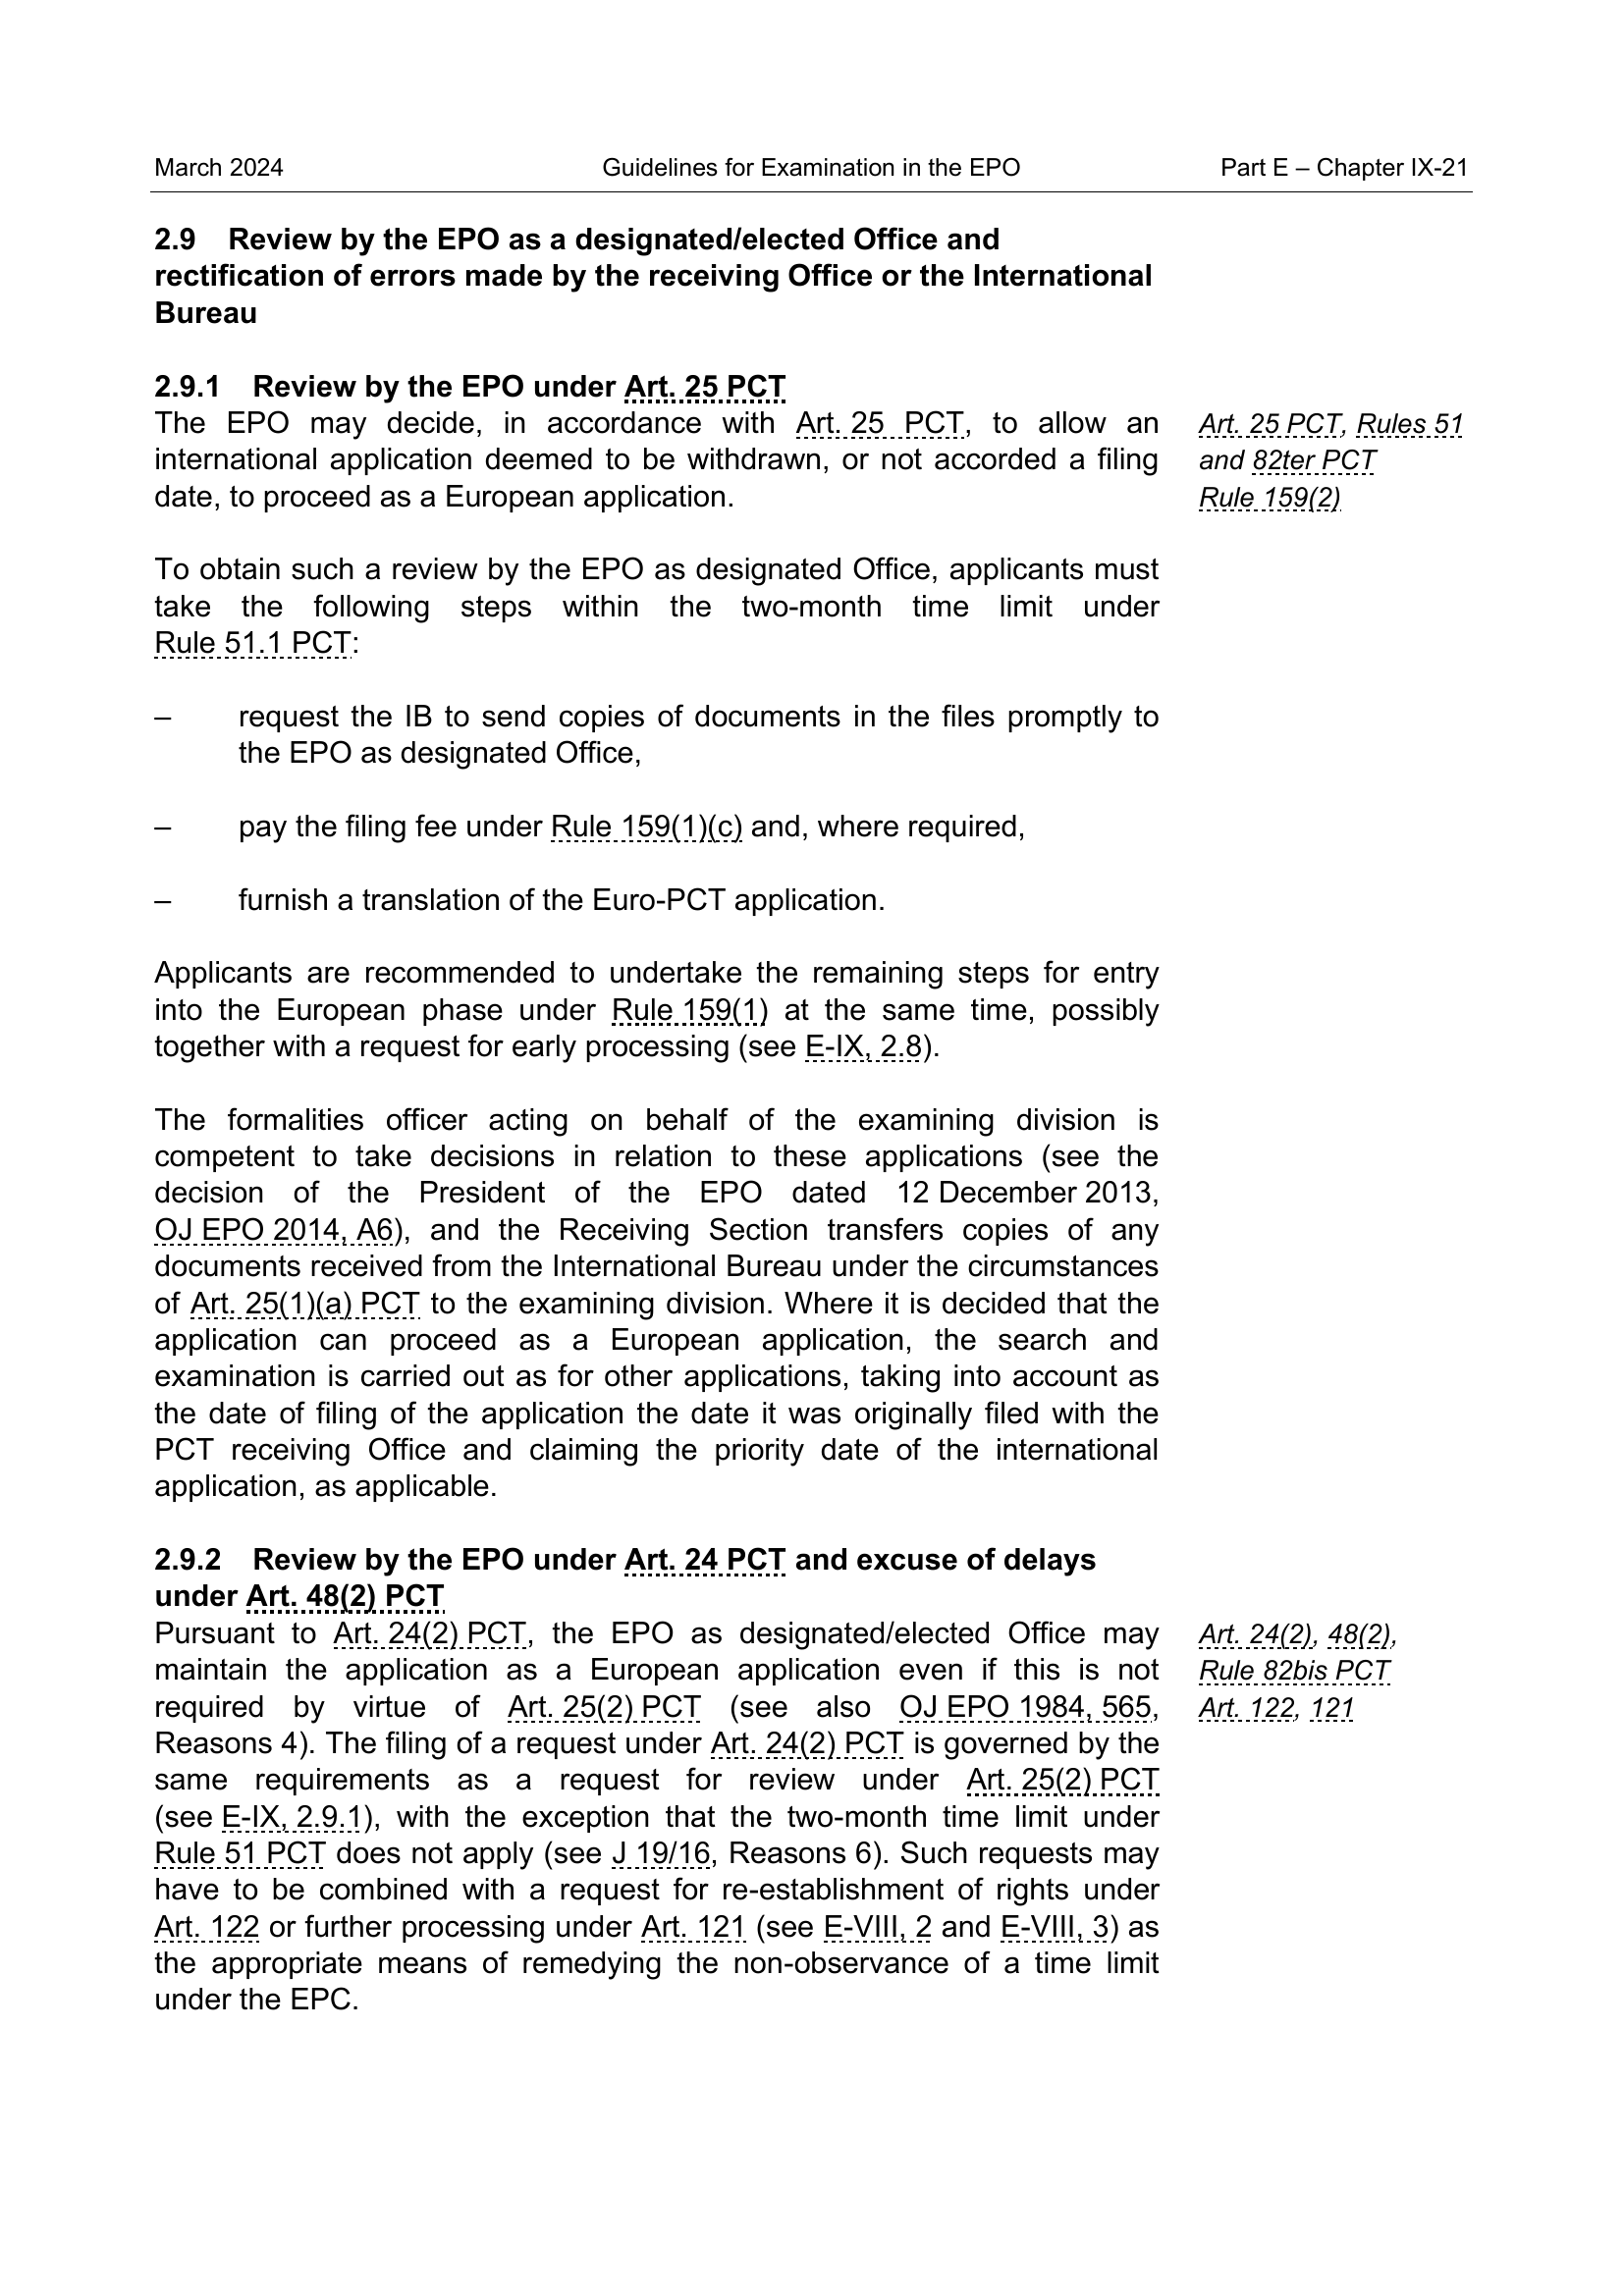 March 2024 Guidelines for Examination in the EPO Part E – Chapter IX-21
2.9 Review by the EPO as a designated/elected Office and
rectification of errors made by the receiving Office or the International
Bureau
2.9.1 Review by the EPO under Art. 25 PCT
The EPO may decide, in accordance with Art. 25 PCT, to allow an
international application deemed to be withdrawn, or not accorded a filing
date, to proceed as a European application.
Art. 25 PCT, Rules 51
and 82ter PCT
Rule 159(2)
To obtain such a review by the EPO as designated Office, applicants must
take the following steps within the two-month time limit under
Rule 51.1 PCT:
– request the IB to send copies of documents in the files promptly to
the EPO as designated Office,
– pay the filing fee under Rule 159(1)(c) and, where required,
– furnish a translation of the Euro-PCT application.
Applicants are recommended to undertake the remaining steps for entry
into the European phase under Rule 159(1) at the same time, possibly
together with a request for early processing (see E-IX, 2.8).
The formalities officer acting on behalf of the examining division is
competent to take decisions in relation to these applications (see the
decision of the President of the EPO dated 12 December 2013,
OJ EPO 2014, A6), and the Receiving Section transfers copies of any
documents received from the International Bureau under the circumstances
of Art. 25(1)(a) PCT to the examining division. Where it is decided that the
application can proceed as a European application, the search and
examination is carried out as for other applications, taking into account as
the date of filing of the application the date it was originally filed with the
PCT receiving Office and claiming the priority date of the international
application, as applicable.
2.9.2 Review by the EPO under Art. 24 PCT and excuse of delays
under Art. 48(2) PCT
Pursuant to Art. 24(2) PCT, the EPO as designated/elected Office may
maintain the application as a European application even if this is not
required by virtue of Art. 25(2) PCT (see also OJ EPO 1984, 565,
Reasons 4). The filing of a request under Art. 24(2) PCT is governed by the
same requirements as a request for review under Art. 25(2) PCT
(see E-IX, 2.9.1), with the exception that the two-month time limit under
Rule 51 PCT does not apply (see J 19/16, Reasons 6). Such requests may
have to be combined with a request for re-establishment of rights under
Art. 122 or further processing under Art. 121 (see E-VIII, 2 and E-VIII, 3) as
the appropriate means of remedying the non-observance of a time limit
under the EPC.
Art. 24(2), 48(2),
Rule 82bis PCT
Art. 122, 121